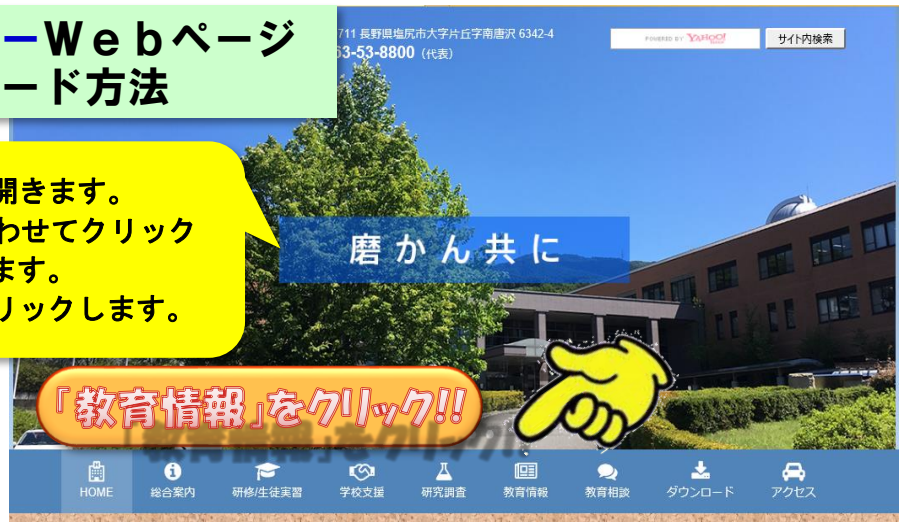 ーWebページ
ード方法
711 長野県塩尻市大字片丘字南唐沢 6342-4
63-53-8800 (代表)
POWERED BY YAHOO!
サイト内検索
開きます。
わせてクリック
ます。
リックします。
磨かん共に
『教育情報』をクリック!!
HOME
総合案内
研修/生徒実習
学校支援
研究調査
教育情報
教育相談
ダウンロード
アクセス